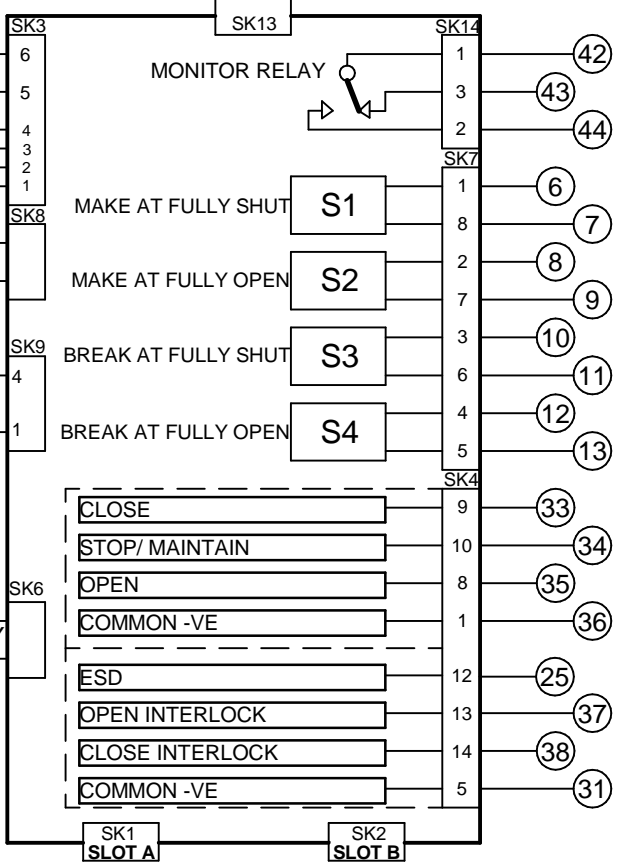 SK13
SK3
SK14
6
MONITOR RELAY
1
42
5
3
43
4
2
44
3
2
1
SK7
1
6
MAKE AT FULLY SHUT
S1
SK8
8
7
2
8
MAKE AT FULLY OPEN
S2
7
9
3
10
SK9
BREAK AT FULLY SHUT
S3
4
6
11
4
12
1
BREAK AT FULLY OPEN
S4
5
13
SK4
CLOSE
9
33
STOP/ MAINTAIN
10
34
SK6
OPEN
8
35
COMMON -VE
1
36
ESD
12
25
OPEN INTERLOCK
13
37
CLOSE INTERLOCK
14
38
COMMON -VE
5
31
SK1
SLOT A
SK2
SLOT B